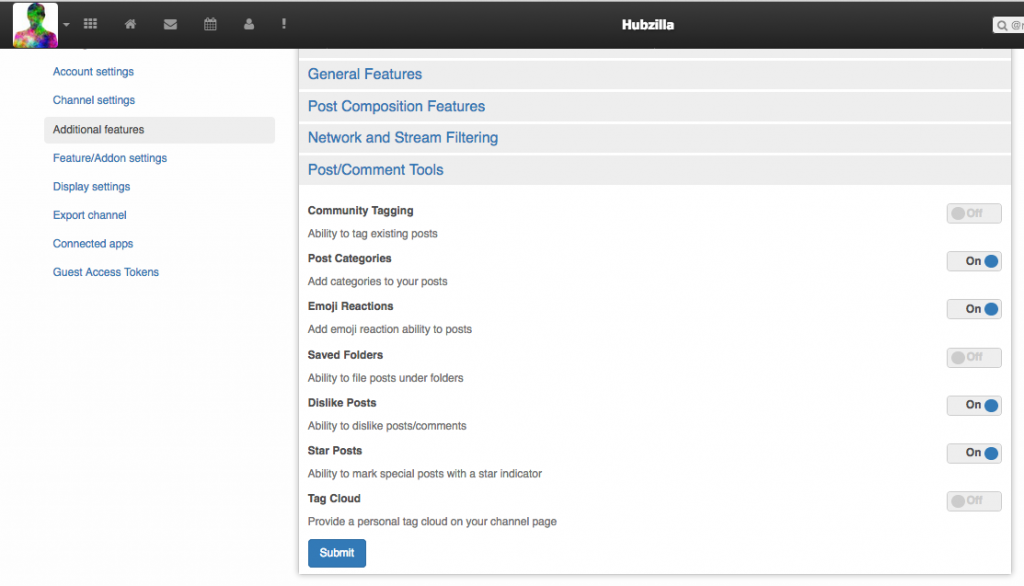 Hubzilla
@
Account settings
Channel settings
Additional features
Feature/Addon settings
Display settings
Export channel
Connected apps
Guest Access Tokens
General Features
Post Composition Features
Network and Stream Filtering
Post/Comment Tools
Community Tagging
Off
Ability to tag existing posts
Post Categories
On
Add categories to your posts
Emoji Reactions
On
Add emoji reaction ability to posts
Saved Folders
Off
Ability to file posts under folders
Dislike Posts
On
Ability to dislike posts/comments
Star Posts
On
Ability to mark special posts with a star indicator
Tag Cloud
Off
Provide a personal tag cloud on your channel page
Submit